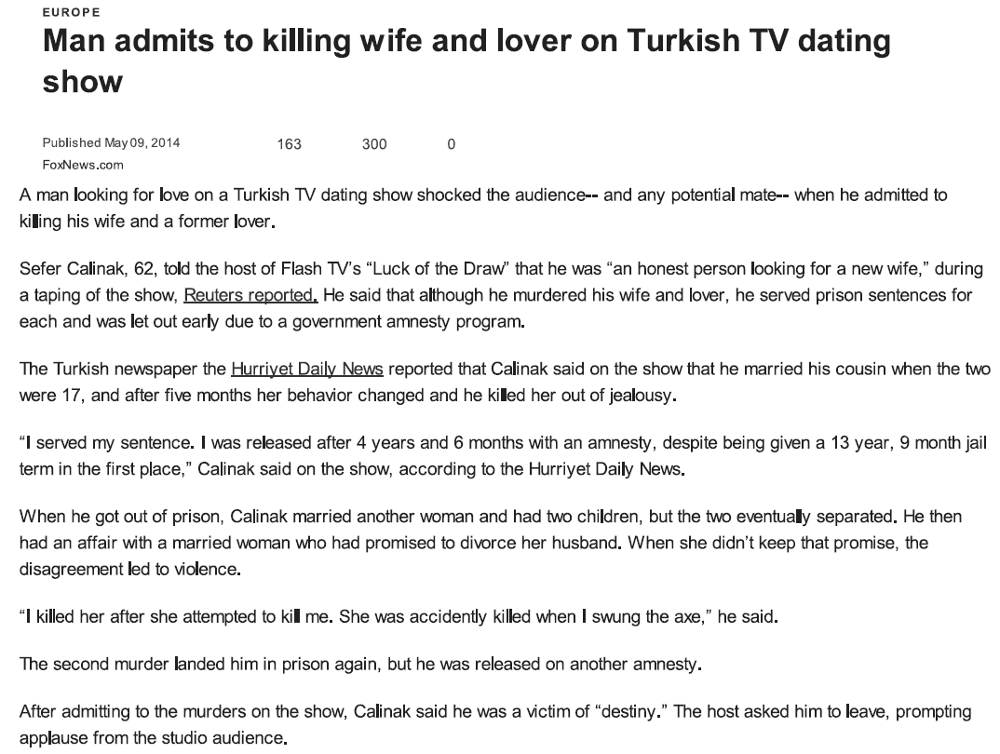 EUROPE
Man admits to killing wife and lover on Turkish TV dating
show
Published May 09, 2014 163 300 0
FoxNews.com
A man looking for love on a Turkish TV dating show shocked the audience-- and any potential mate-- when he admitted to
killing his wife and a former lover.
Sefer Calinak, 62, told the host of Flash TV’s “Luck of the Draw” that he was “an honest person looking for a new wife,” during
a taping of the show, Reuters reported. He said that although he murdered his wife and lover, he served prison sentences for
each and was let out early due to a government amnesty program.
The Turkish newspaper the Hurriyet Daily News reported that Calinak said on the show that he married his cousin when the two
were 17, and after five months her behavior changed and he killed her out of jealousy.
“I served my sentence. I was released after 4 years and 6 months with an amnesty, despite being given a 13 year, 9 month jail
term in the first place,” Calinak said on the show, according to the Hurriyet Daily News.
When he got out of prison, Calinak married another woman and had two children, but the two eventually separated. He then
had an affair with a married woman who had promised to divorce her husband. When she didn’t keep that promise, the
disagreement led to violence.
“I killed her after she attempted to kill me. She was accidently killed when I swung the axe,” he said.
The second murder landed him in prison again, but he was released on another amnesty.
After admitting to the murders on the show, Calinak said he was a victim of “destiny.” The host asked him to leave, prompting
applause from the studio audience.